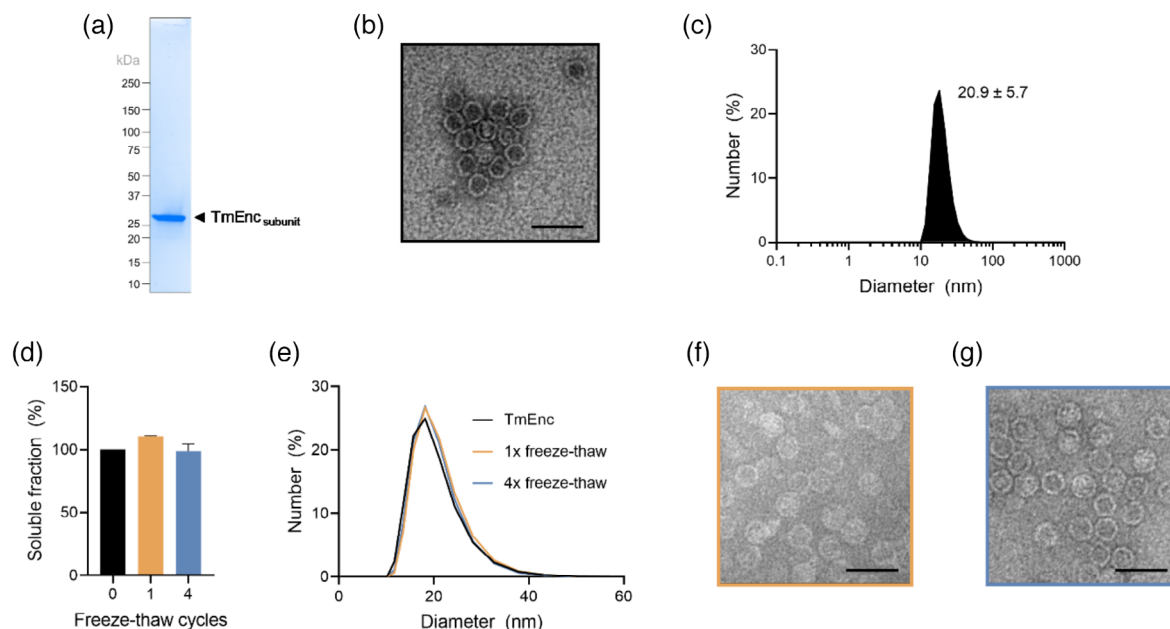 (a)
kDa
250
150
100
75
50
37
25
20
15
10
TmEnc subunit
(b)
(c)
30
20
10
0
Number (%)
20.9 ± 5.7
0.1 1 10 100 1000
Diameter (nm)
(d)
150
100
50
0
Soluble fraction (%)
0 1 4
Freeze-thaw cycles
(e)
30
20
10
0
Number (%)
TmEnc
1x freeze-thaw
4x freeze-thaw
0 20 40 60
Diameter (nm)
(f)
(g)